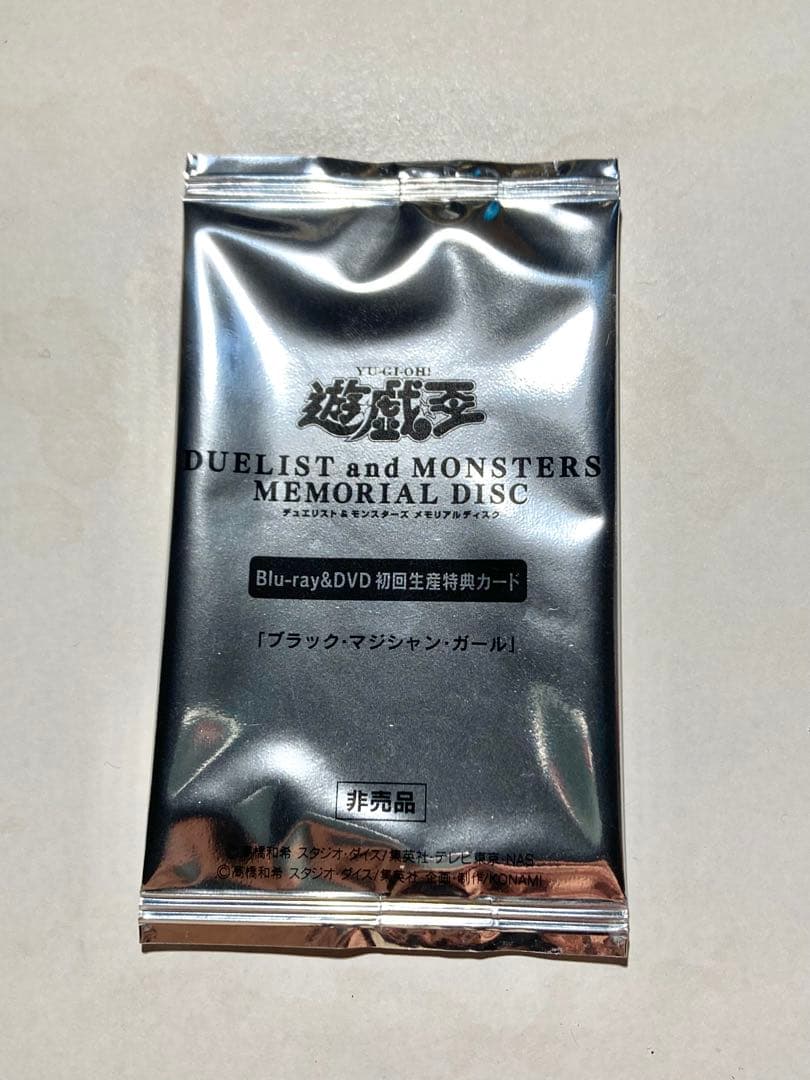 YU-GI-OH!
遊戯王
DUELIST and MONSTERS
MEMORIAL DISC
デュエリスト&モンスターズ メモリアルディスク
Blu-ray&DVD 初回生産特典カード
「ブラック・マジシャン・ガール」
非売品
©高橋和希 スタジオ・ダイス/集英社・テレビ東京・NAS
©高橋和希 スタジオ・ダイス/集英社 企画・制作/KONAMI